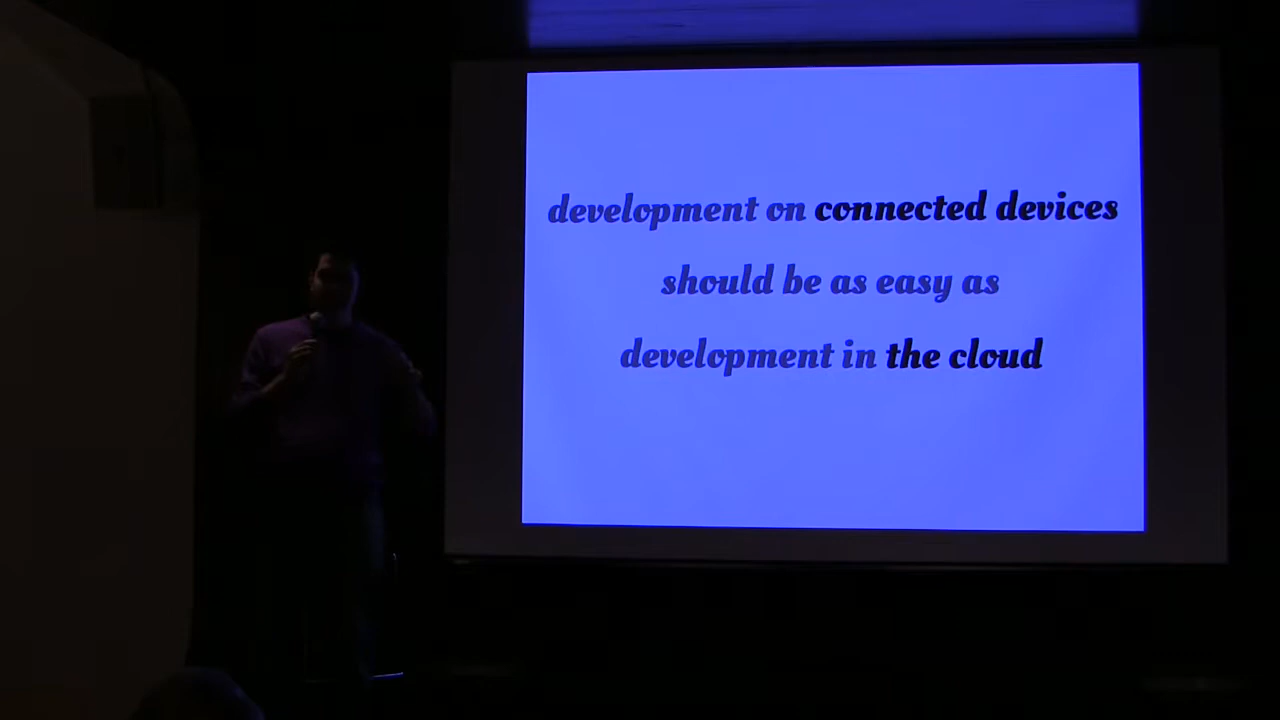 development on connected devices
should be as easy as
development in the cloud